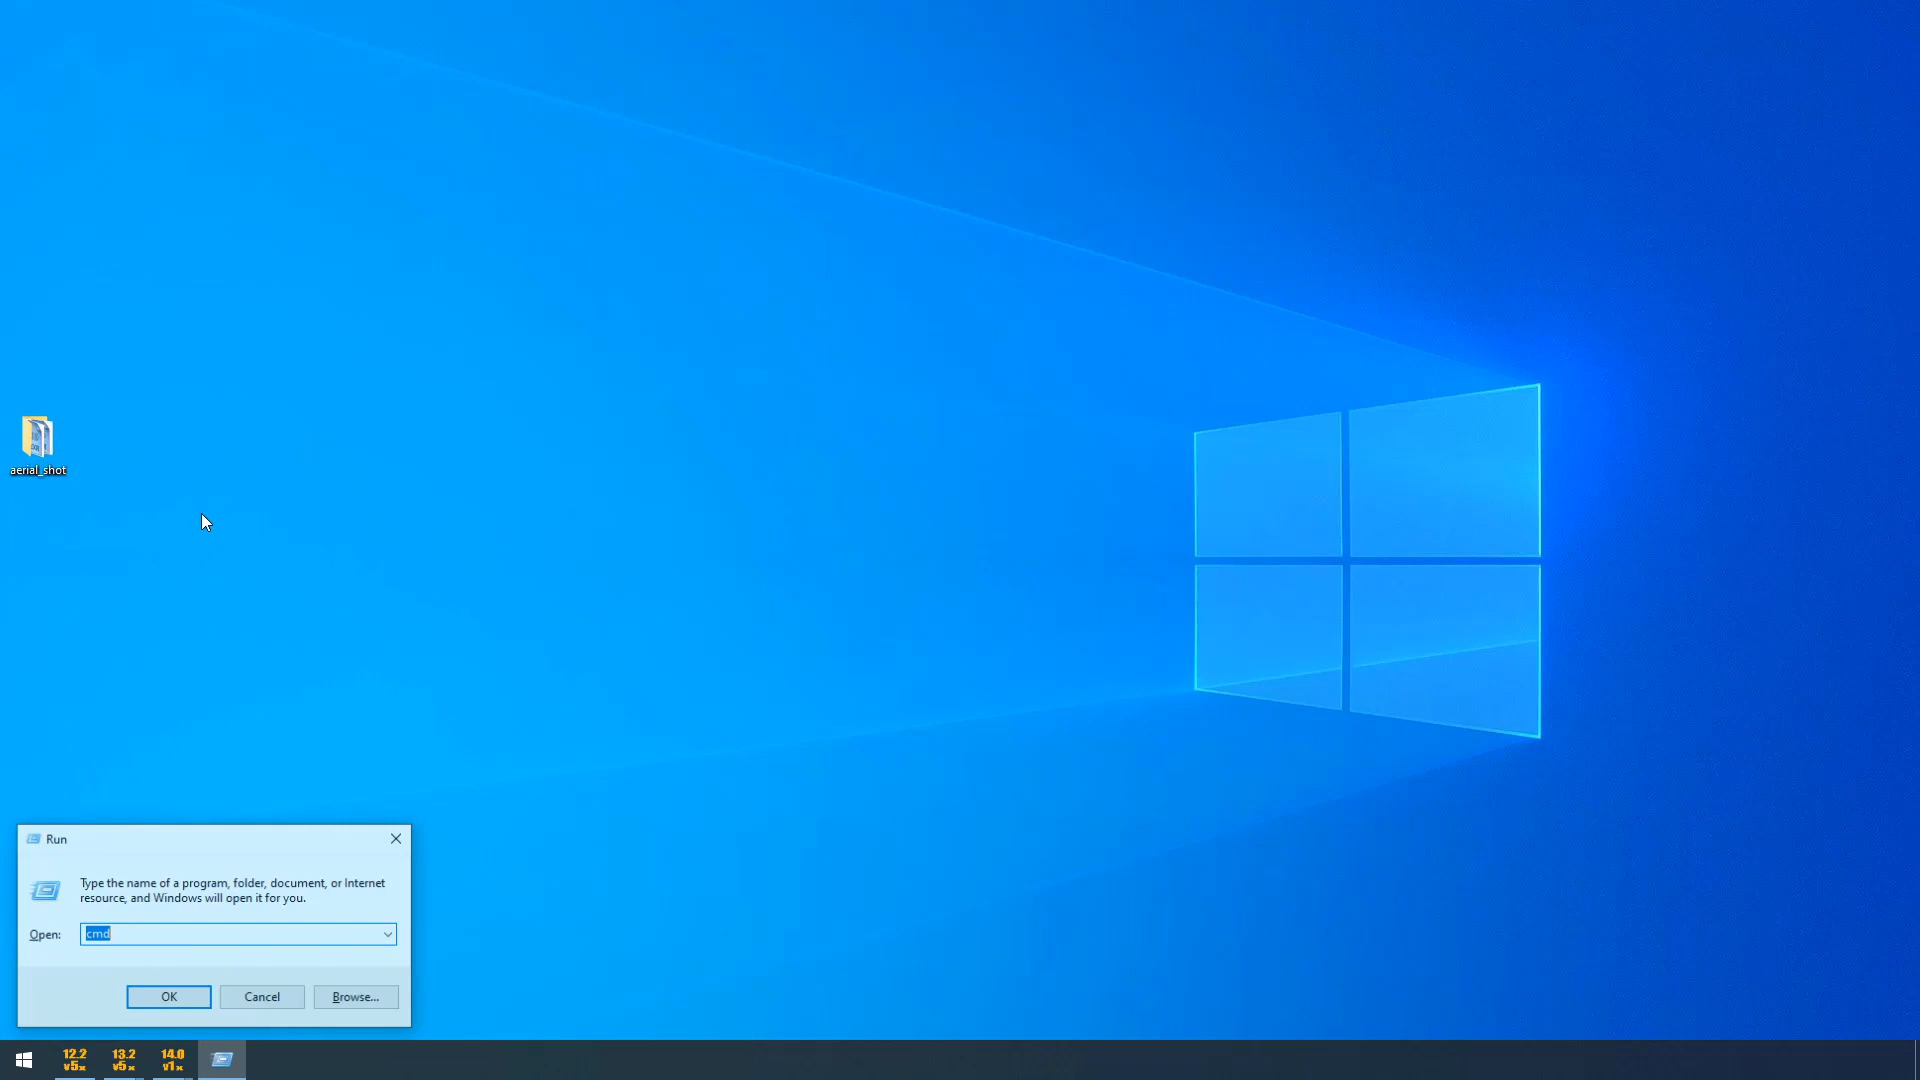 aerial_shot
Run
Type the name of a program, folder, document, or Internet
resource, and Windows will open it for you.
Open:
cmd
OK
Cancel
Browse...
12.2
v5x
13.2
v5x
14.0
v1x